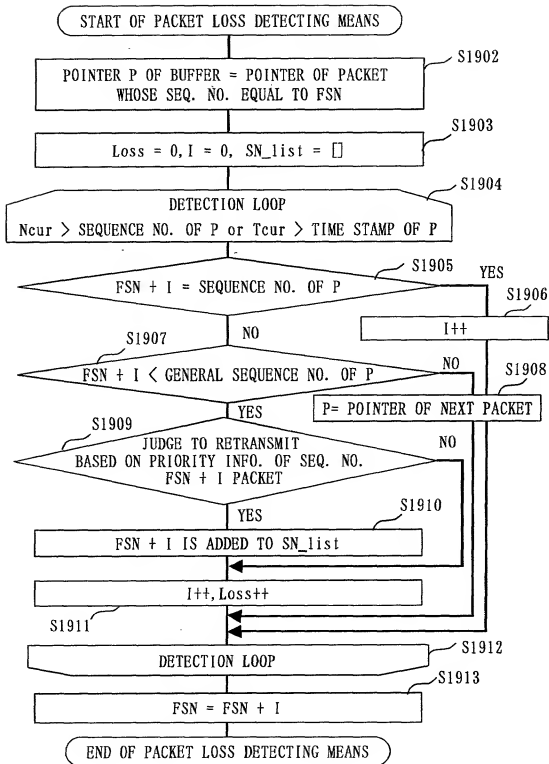 START OF PACKET LOSS DETECTING MEANS
S1902
POINTER P OF BUFFER = POINTER OF PACKET
WHOSE SEQ. NO. EQUAL TO FSN
S1903
Loss = 0, I = 0, SN_list = []
S1904
DETECTION LOOP
Ncur > SEQUENCE NO. OF P or Tcur > TIME STAMP OF P
S1905
YES
FSN + I = SEQUENCE NO. OF P
S1906
I++
NO
S1907
NO
FSN + I < GENERAL SEQUENCE NO. OF P
S1908
P= POINTER OF NEXT PACKET
YES
S1909
NO
JUDGE TO RETRANSMIT
BASED ON PRIORITY INFO. OF SEQ. NO.
FSN + I PACKET
YES
S1910
FSN + I IS ADDED TO SN_list
I++, Loss++
S1911
S1912
DETECTION LOOP
S1913
FSN = FSN + I
END OF PACKET LOSS DETECTING MEANS